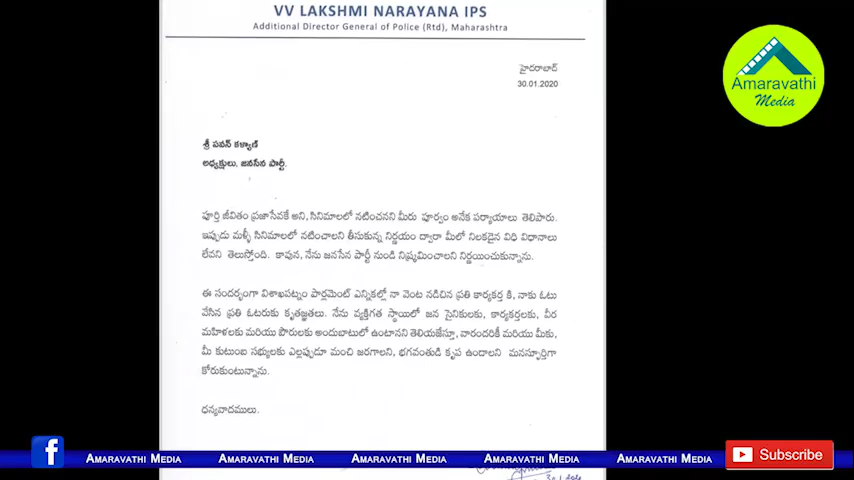 VV LAKSHMI NARAYANA IPS
Additional Director General of Police (Rtd), Maharashtra
హైదరాబాద్
30.01.2020
శ్రీ పవన్ కళ్యాణ్
అధ్యక్షులు, జనసేన పార్టీ.
పూర్తి జీవితం ప్రజాసేవకే అని, సినిమాలలో నటించనని మీరు పూర్వం అనేక పర్యాయాలు తెలిపారు.
ఇప్పుడు మళ్ళీ సినిమాలలో నటించాలని తీసుకున్న నిర్ణయం ద్వారా మీలో నిలకడైన విధి విధానాలు
లేవని తెలుస్తోంది. కావున, నేను జనసేన పార్టీ నుండి నిష్క్రమించాలని నిర్ణయించుకున్నాను.
ఈ సందర్భంగా విశాఖపట్నం పార్లమెంట్ ఎన్నికల్లో నా వెంట నడిచిన ప్రతి కార్యకర్త కి, నాకు ఓటు
వేసిన ప్రతి ఓటరుకు కృతజ్ఞతలు. నేను వ్యక్తిగత స్థాయిలో జన సైనికులకు, కార్యకర్తలకు, వీర
మహిళలకు మరియు పౌరులకు అందుబాటులో ఉంటానని తెలియజేస్తూ, వారందరికీ మరియు మీకు,
మీ కుటుంబ సభ్యులకు ఎల్లప్పుడూ మంచి జరగాలని, భగవంతుడి కృప ఉండాలని మనస్ఫూర్తిగా
కోరుకుంటున్నాను.
ధన్యవాదములు.
Amaravathi
Media
AMARAVATHI MEDIA AMARAVATHI MEDIA AMARAVATHI MEDIA AMARAVATHI MEDIA AMARAVATHI MEDIA
Subscribe